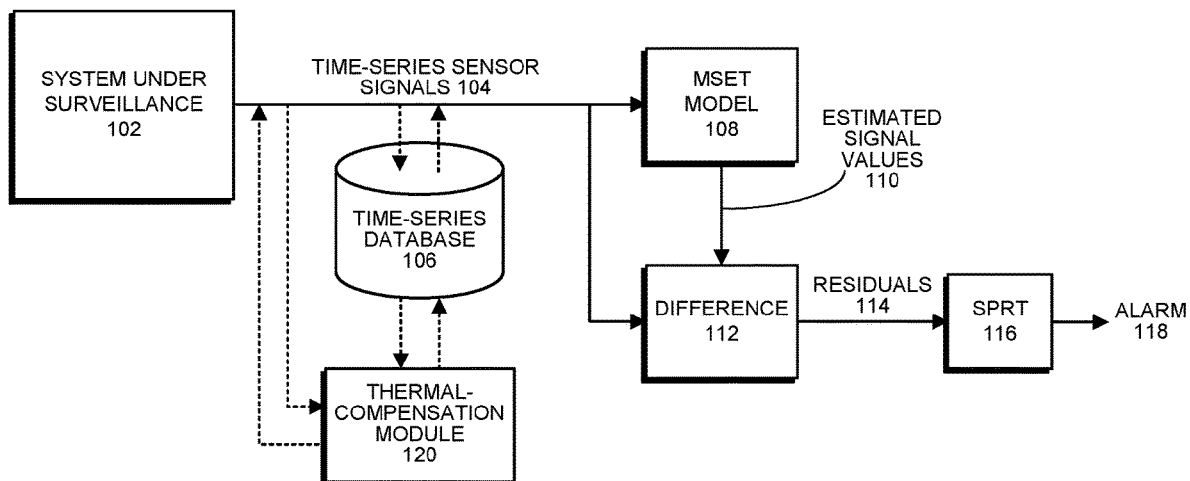 SYSTEM UNDER
SURVEILLANCE
102
TIME-SERIES SENSOR
SIGNALS 104
MSET
MODEL
108
ESTIMATED
SIGNAL
VALUES
110
TIME-SERIES
DATABASE
106
DIFFERENCE
112
RESIDUALS
114
SPRT
116
ALARM
118
THERMAL-
COMPENSATION
MODULE
120